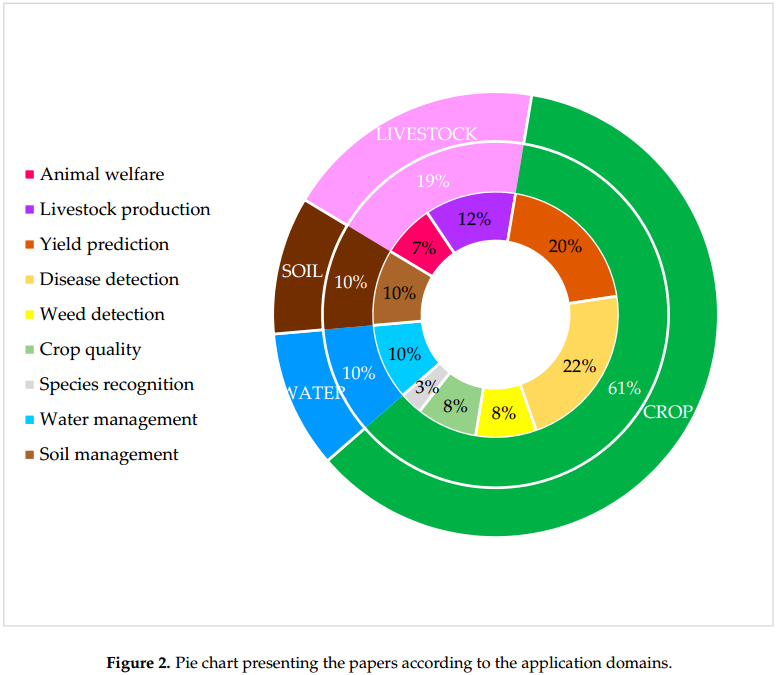 LIVESTOCK
19%
Animal welfare
Livestock production
12%
Yield prediction
7%
20%
Disease detection
SOIL
10%
10%
Weed detection
Crop quality
10%
22%
Species recognition
10%
3%
61%
WATER
8%
8%
CROP
Water management
Soil management
Figure 2. Pie chart presenting the papers according to the application domains.